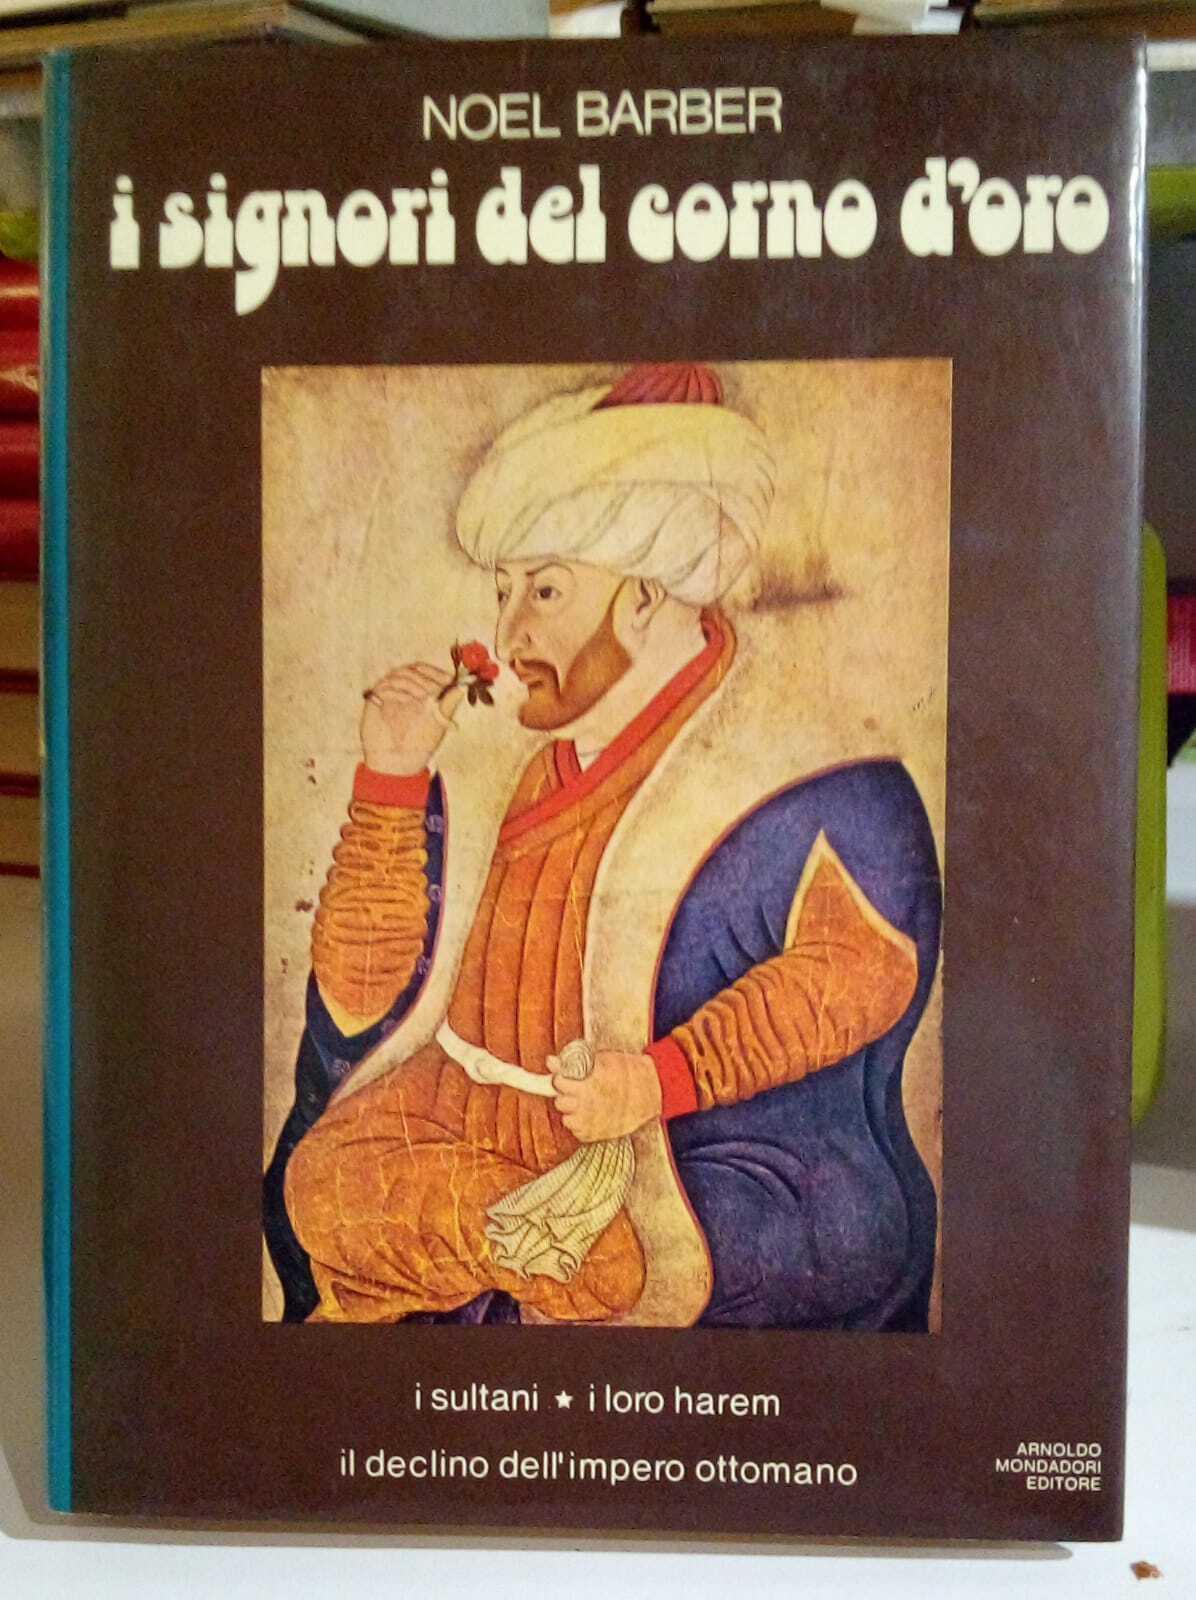 NOEL BARBER
i signori del corno d'oro
i sultani ★ i loro harem
il declino dell'impero ottomano
ARNOLDO
MONDADORI
EDITORE